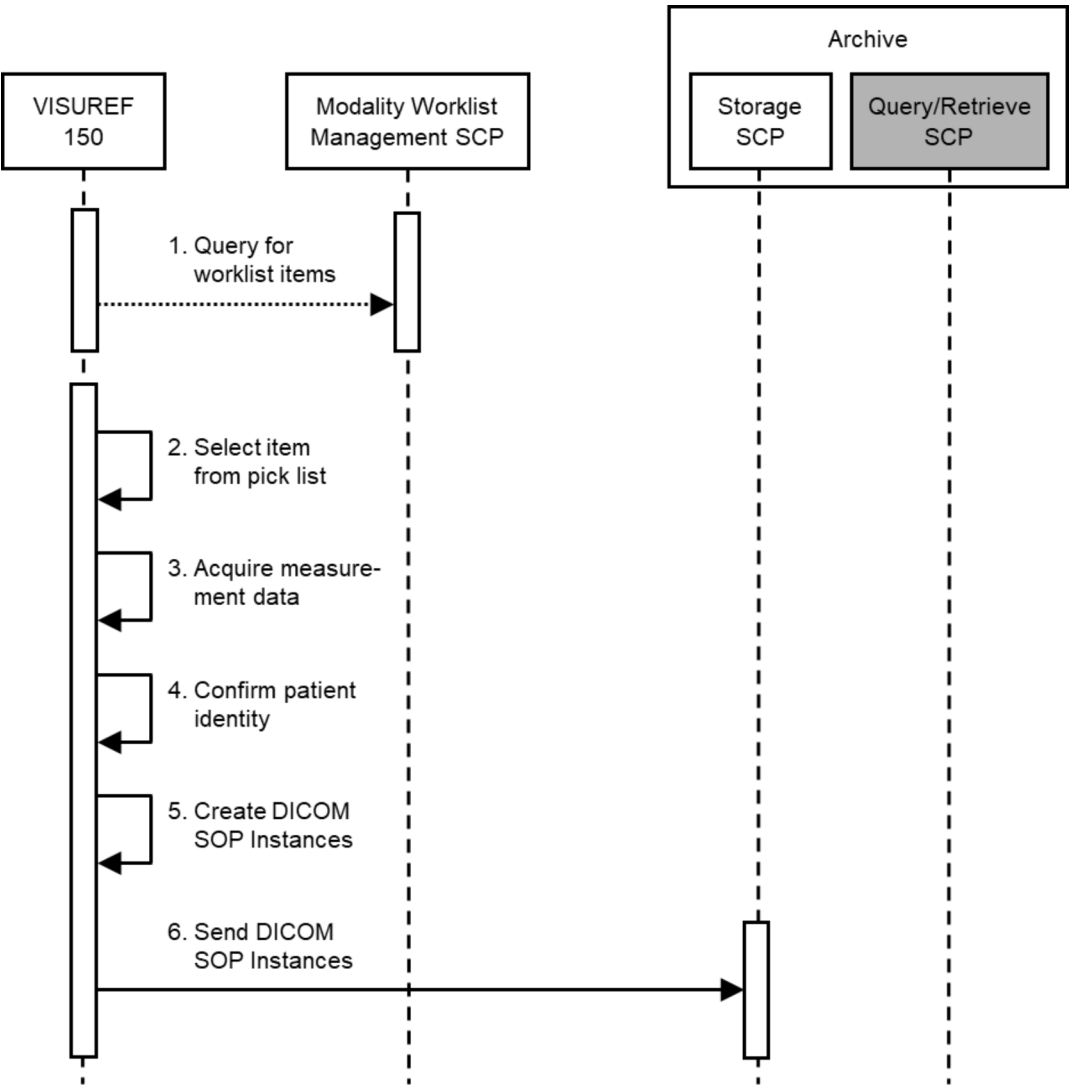 Archive
VISUREF
150
Modality Worklist
Management SCP
Storage
SCP
Query/Retrieve
SCP
1. Query for
worklist items
2. Select item
from pick list
3. Acquire measure-
ment data
4. Confirm patient
identity
5. Create DICOM
SOP Instances
6. Send DICOM
SOP Instances